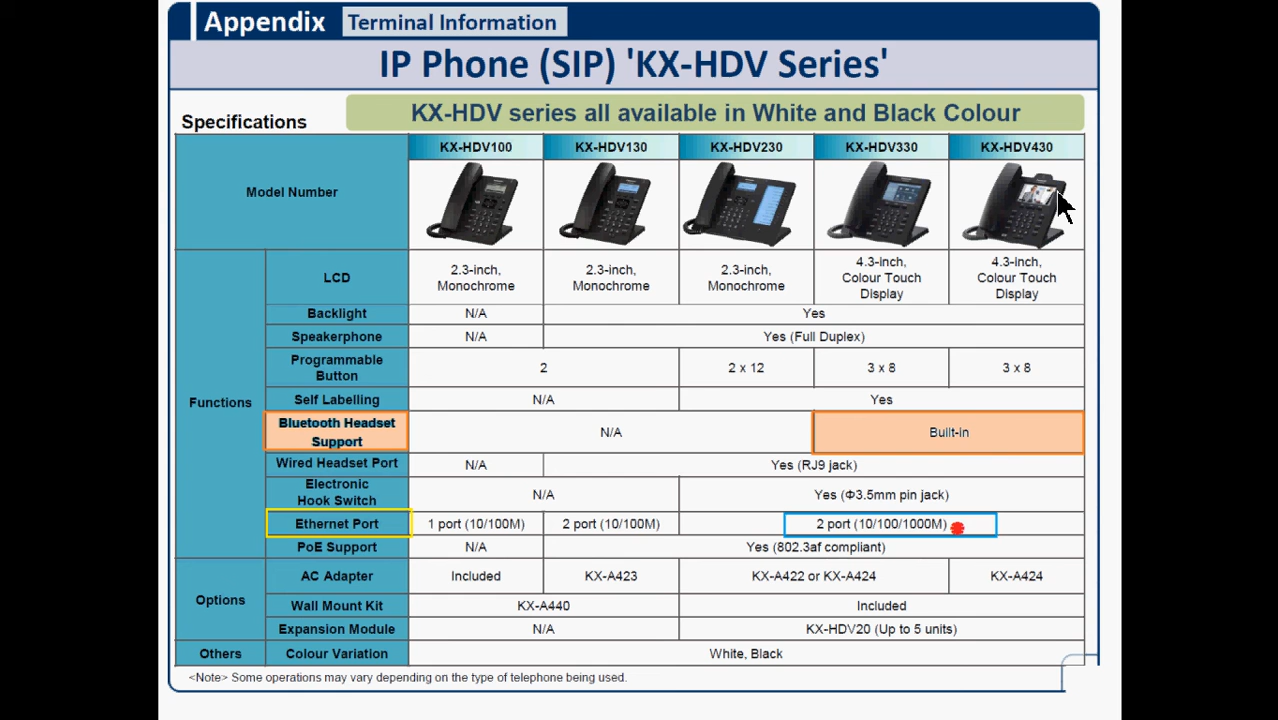 Appendix Terminal Information
IP Phone (SIP) 'KX-HDV Series'
Specifications KX-HDV series all available in White and Black Colour
Model Number KX-HDV100 KX-HDV130 KX-HDV230 KX-HDV330 KX-HDV430
Functions
LCD 2.3-inch, Monochrome 2.3-inch, Monochrome 2.3-inch, Monochrome 4.3-inch, Colour Touch Display 4.3-inch, Colour Touch Display
Backlight N/A Yes
Speakerphone N/A Yes (Full Duplex)
Programmable Button 2 2 x 12 3 x 8 3 x 8
Self Labelling N/A Yes
Bluetooth Headset Support N/A Built-in
Wired Headset Port N/A Yes (RJ9 jack)
Electronic Hook Switch N/A Yes (Φ3.5mm pin jack)
Ethernet Port 1 port (10/100M) 2 port (10/100M) 2 port (10/100/1000M)
PoE Support N/A Yes (802.3af compliant)
Options
AC Adapter Included KX-A423 KX-A422 or KX-A424 KX-A424
Wall Mount Kit KX-A440 Included
Expansion Module N/A KX-HDV20 (Up to 5 units)
Others Colour Variation White, Black
<Note> Some operations may vary depending on the type of telephone being used.